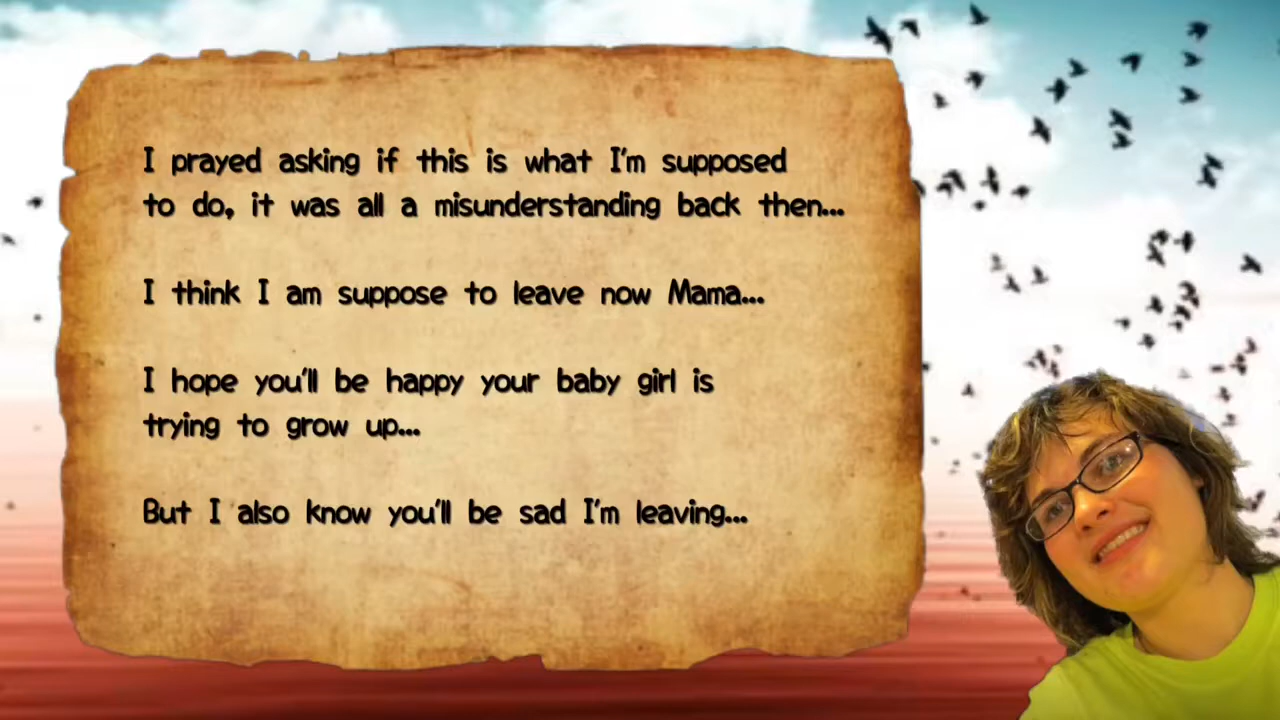 I prayed asking if this is what I'm supposed
to do, it was all a misunderstanding back then...
I think I am suppose to leave now Mama...
I hope you'll be happy your baby girl is
trying to grow up...
But I also know you'll be sad I'm leaving...